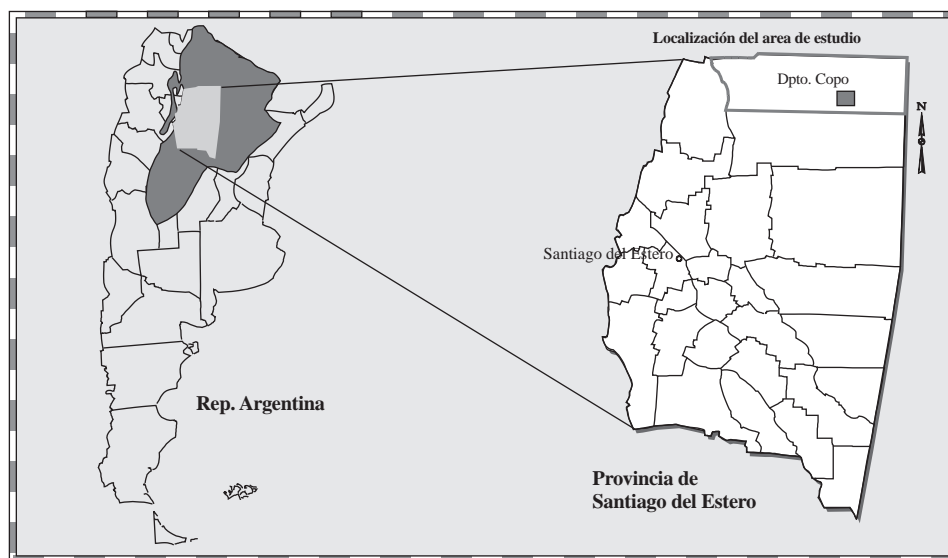 Localización del area de estudio
Dpto. Copo
N
Santiago del Estero
Rep. Argentina
Provincia de
Santiago del Estero